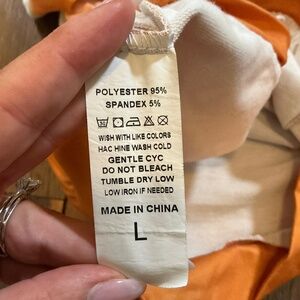 POLYESTER 95%
SPANDEX 5%
WISH WITH LIKE COLORS
HAC HINE WASH COLD
GENTLE CYC
DO NOT BLEACH
TUMBLE DRY LOW
LOW IRON IF NEEDED
MADE IN CHINA
L